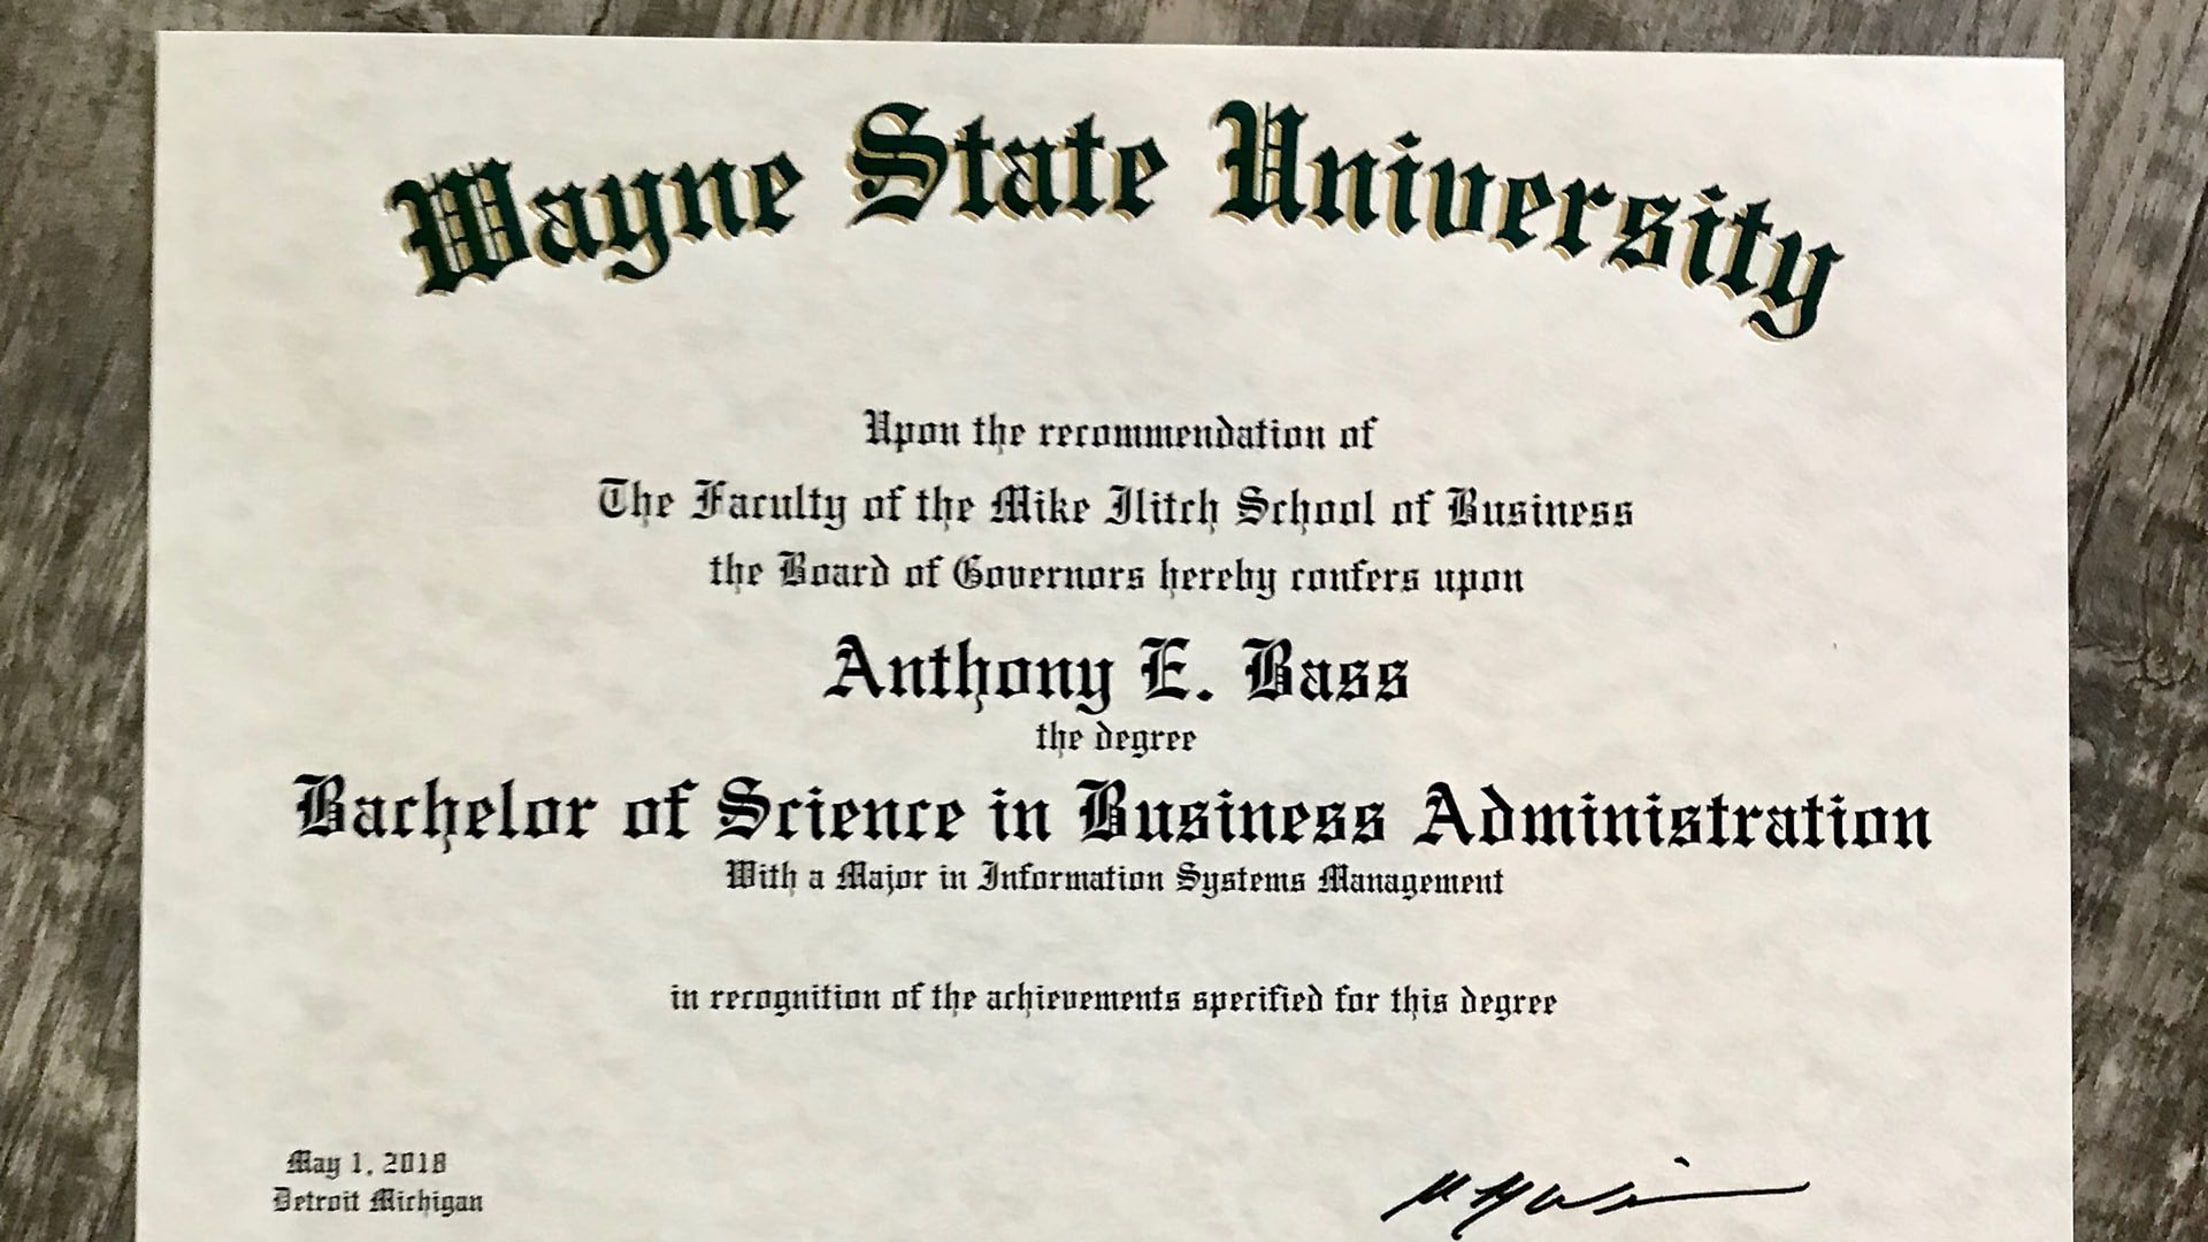 Wayne State University
Upon the recommendation of
The Faculty of the Mike Ilitch School of Business
the Board of Governors hereby confers upon
Anthony E. Bass
the degree
Bachelor of Science in Business Administration
With a Major in Information Systems Management
in recognition of the achievements specified for this degree
May 1, 2018
Detroit Michigan